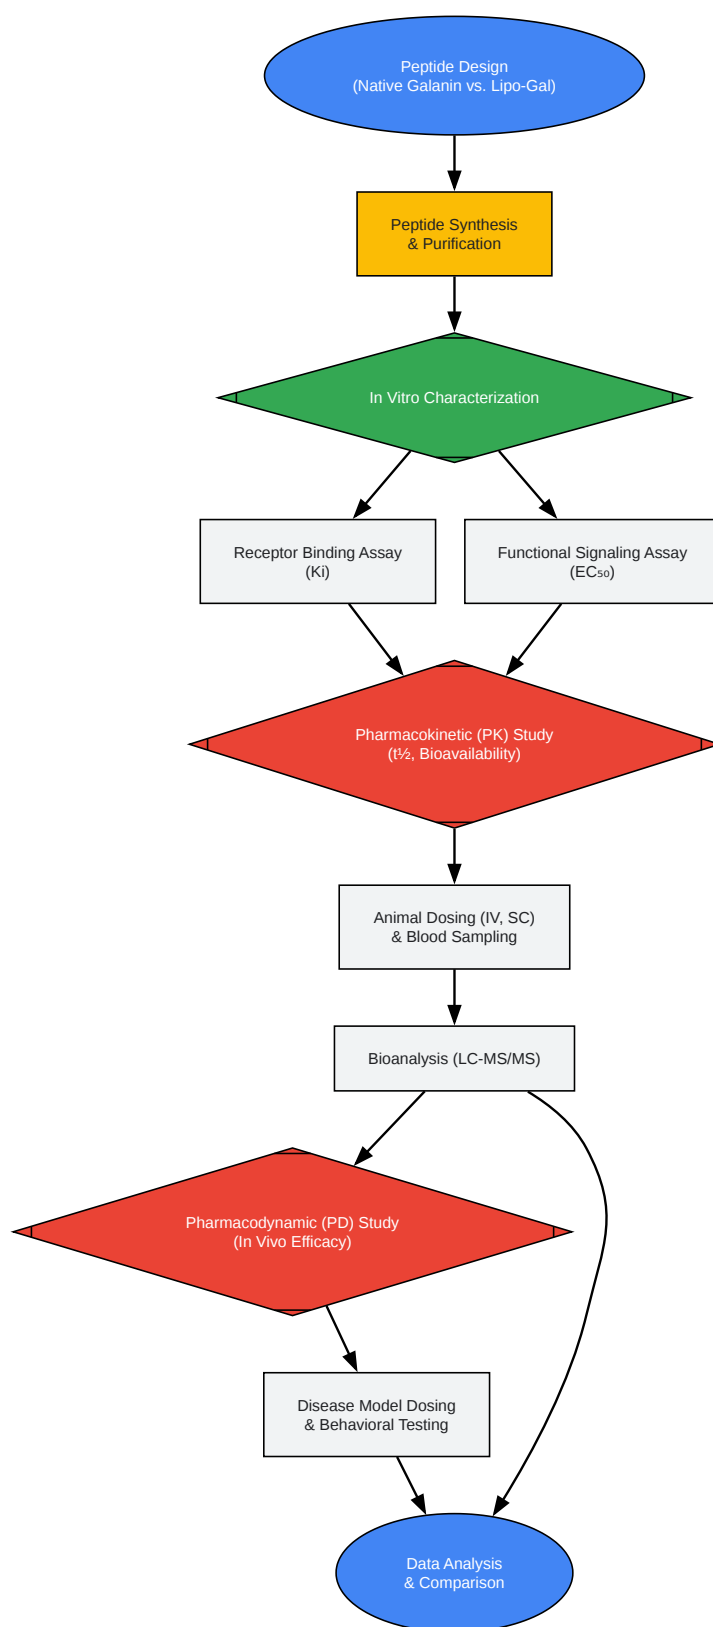 Peptide Design
(Native Galanin vs. Lipo-Gal)
Peptide Synthesis
& Purification
In Vitro Characterization
Receptor Binding Assay
(Ki)
Functional Signaling Assay
(EC₅₀)
Pharmacokinetic (PK) Study
(t½, Bioavailability)
Animal Dosing (IV, SC)
& Blood Sampling
Bioanalysis (LC-MS/MS)
Pharmacodynamic (PD) Study
(In Vivo Efficacy)
Disease Model Dosing
& Behavioral Testing
Data Analysis
& Comparison